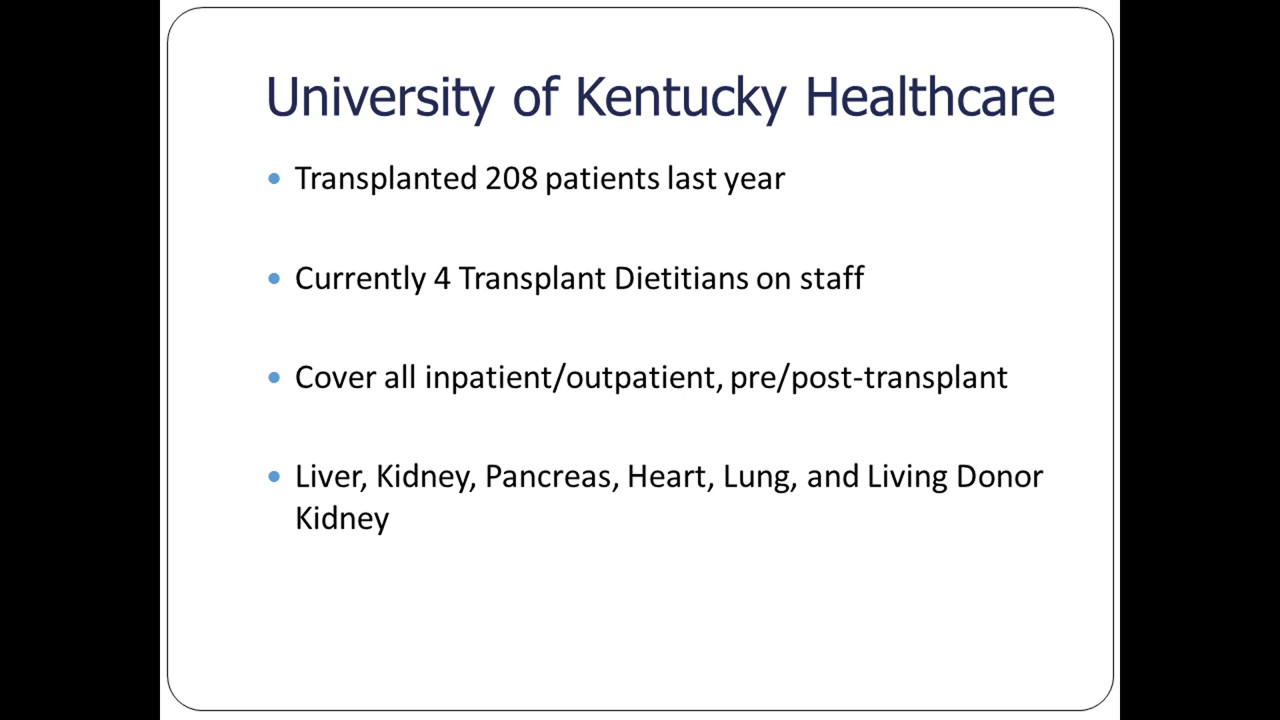 University of Kentucky Healthcare
• Transplanted 208 patients last year
• Currently 4 Transplant Dietitians on staff
• Cover all inpatient/outpatient, pre/post-transplant
• Liver, Kidney, Pancreas, Heart, Lung, and Living Donor
Kidney